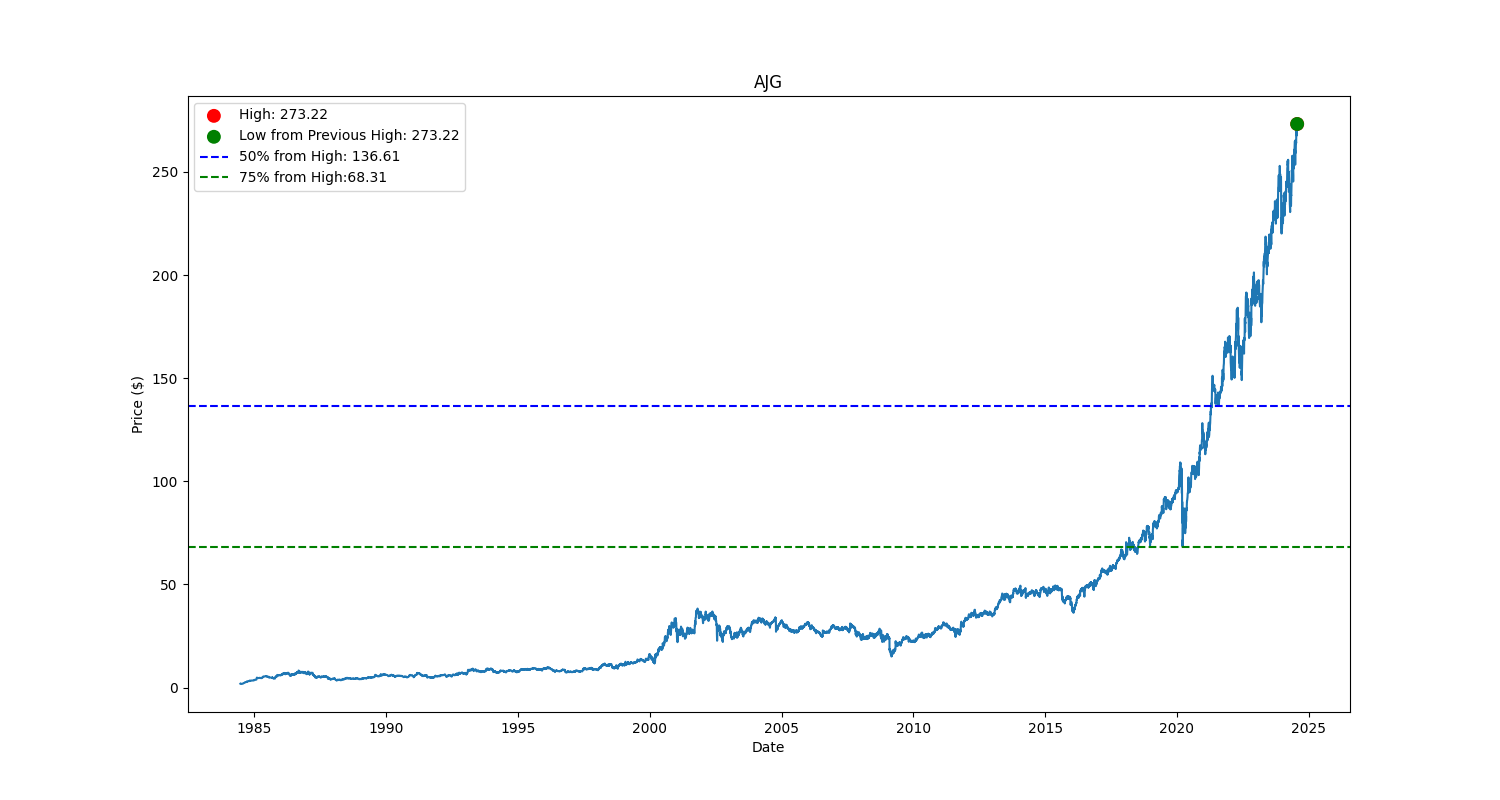 AJG
High: 273.22
Low from Previous High: 273.22
50% from High: 136.61
75% from High:68.31
Price ($)
250
200
150
100
50
0
1985 1990 1995 2000 2005 2010 2015 2020 2025
Date